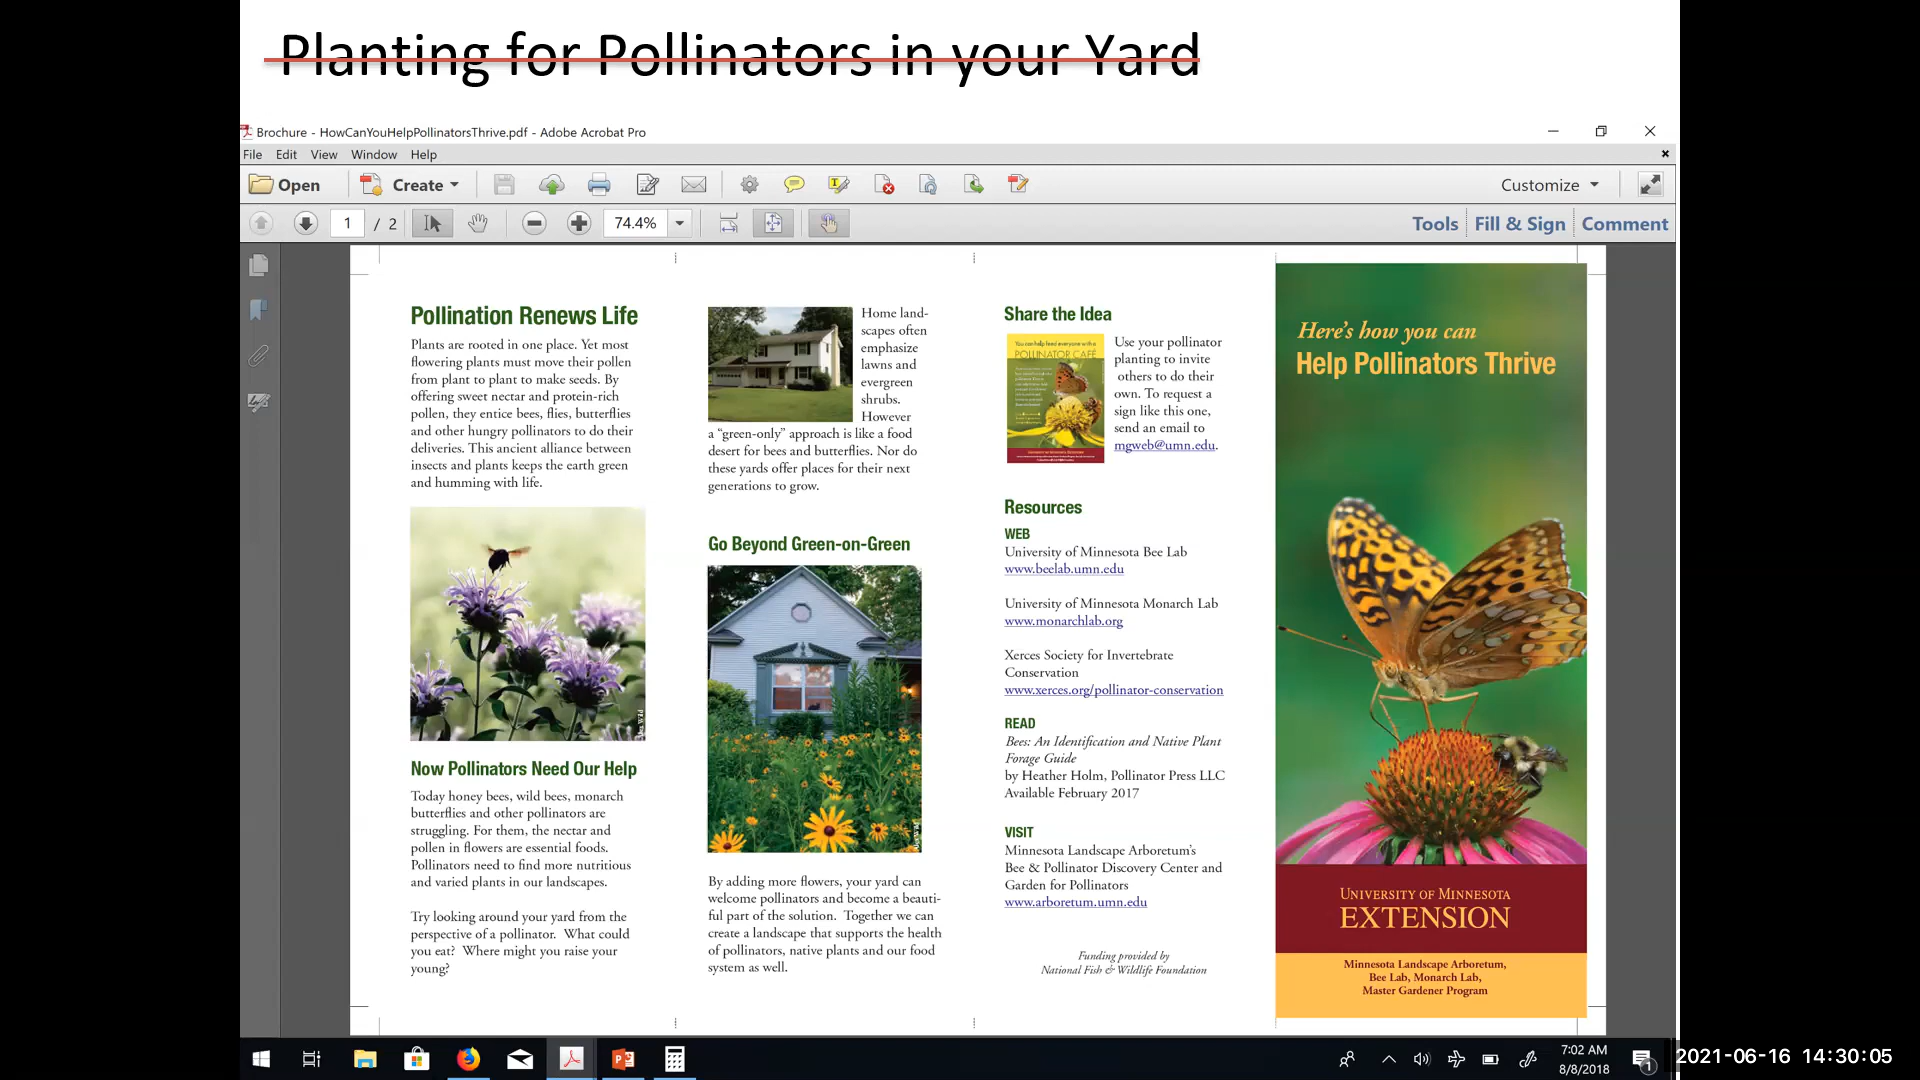 Planting for Pollinators in your Yard
Brochure - HowCanYouHelpPollinatorsThrive.pdf - Adobe Acrobat Pro
File Edit View Window Help
Open Create Customize
1 / 2 74.4% Tools Fill & Sign Comment
Pollination Renews Life
Plants are rooted in one place. Yet most
flowering plants must move their pollen
from plant to plant to make seeds. By
offering sweet nectar and protein-rich
pollen, they entice bees, flies, butterflies
and other hungry pollinators to do their
deliveries. This ancient alliance between
insects and plants keeps the earth green
and humming with life.
Now Pollinators Need Our Help
Today honey bees, wild bees, monarch
butterflies and other pollinators are
struggling. For them, the nectar and
pollen in flowers are essential foods.
Pollinators need to find more nutritious
and varied plants in our landscapes.
Try looking around your yard from the
perspective of a pollinator. What could
you eat? Where might you raise your
young?
Home land-
scapes often
emphasize
lawns and
evergreen
shrubs.
However
a “green-only” approach is like a food
desert for bees and butterflies. Nor do
these yards offer places for their next
generations to grow.
Go Beyond Green-on-Green
By adding more flowers, your yard can
welcome pollinators and become a beauti-
ful part of the solution. Together we can
create a landscape that supports the health
of pollinators, native plants and our food
system as well.
Share the Idea
You can help feed everyone with a
POLLINATOR CAFÉ
Use your pollinator
planting to invite
others to do their
own. To request a
sign like this one,
send an email to
mgweb@umn.edu.
Resources
WEB
University of Minnesota Bee Lab
www.beelab.umn.edu
University of Minnesota Monarch Lab
www.monarchlab.org
Xerces Society for Invertebrate
Conservation
www.xerces.org/pollinator-conservation
READ
Bees: An Identification and Native Plant
Forage Guide
by Heather Holm, Pollinator Press LLC
Available February 2017
VISIT
Minnesota Landscape Arboretum’s
Bee & Pollinator Discovery Center and
Garden for Pollinators
www.arboretum.umn.edu
Funding provided by
National Fish & Wildlife Foundation
Here’s how you can
Help Pollinators Thrive
UNIVERSITY OF MINNESOTA
EXTENSION
Minnesota Landscape Arboretum,
Bee Lab, Monarch Lab,
Master Gardener Program
7:02 AM
8/8/2018
1
2021-06-16 14:30:05